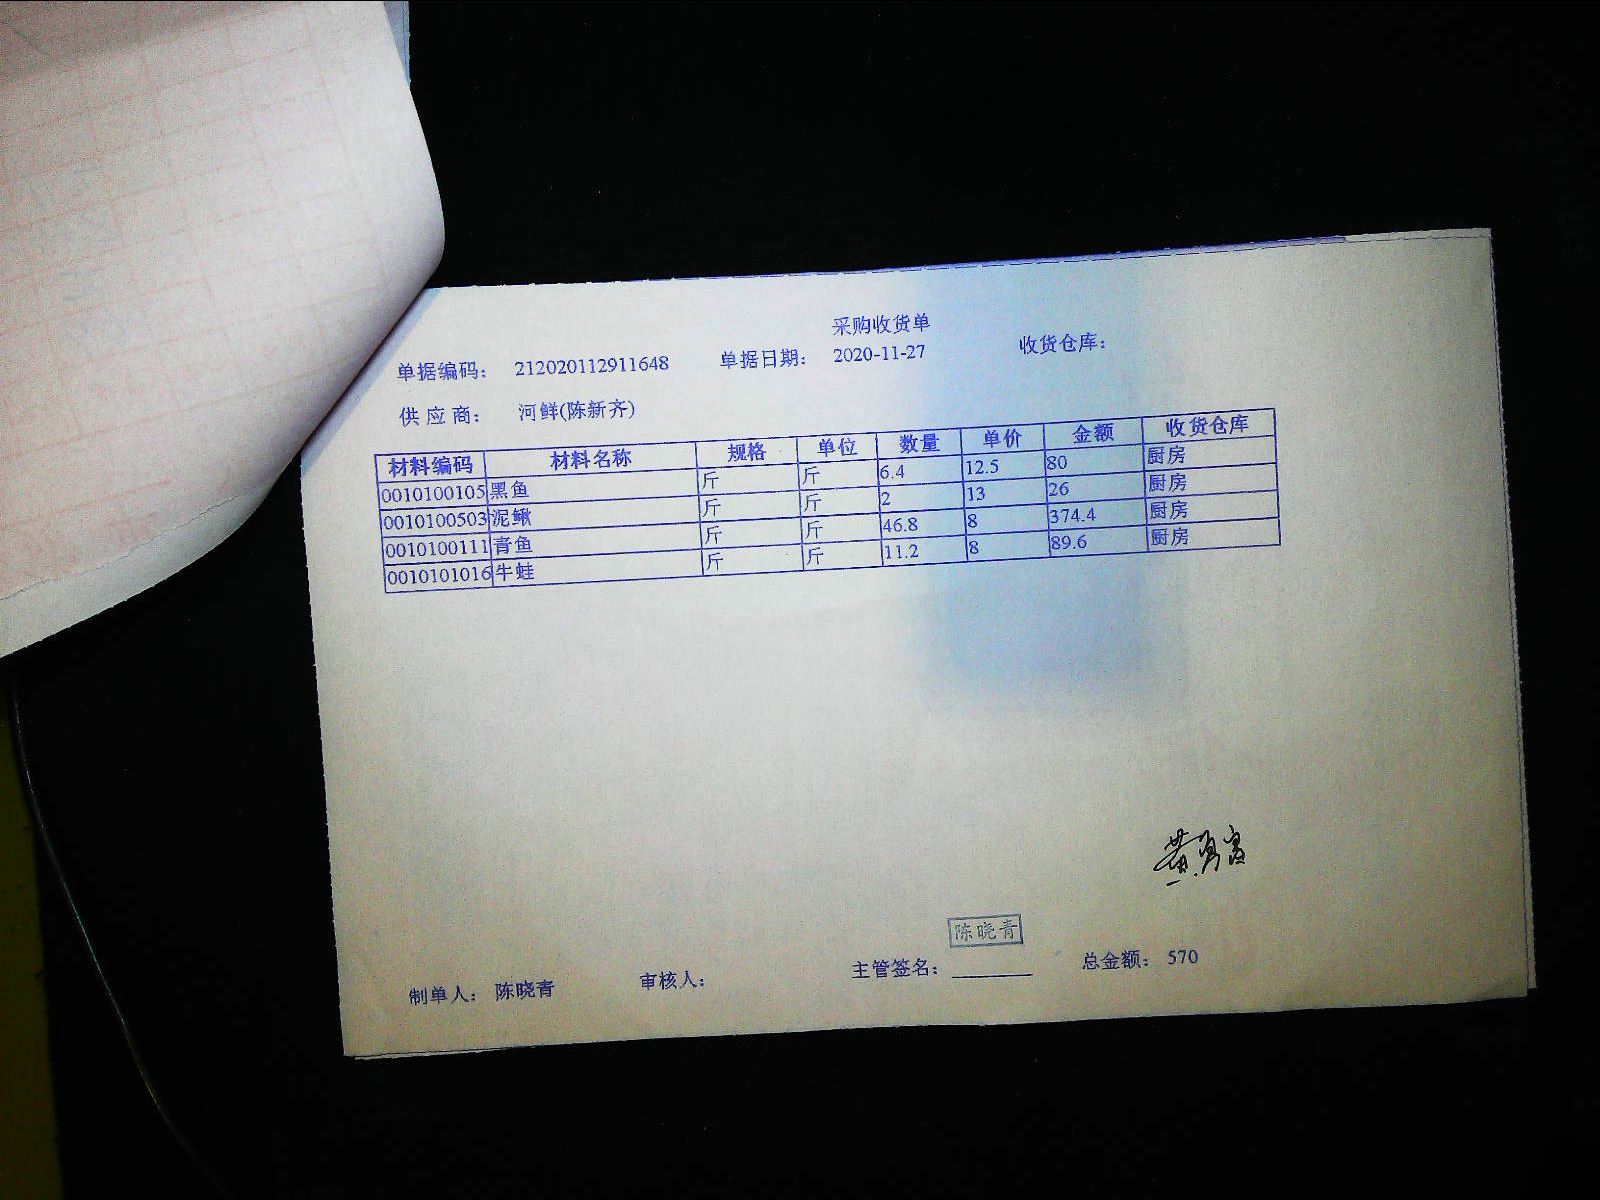 采购收货单
单据编码： 212020112911648 单据日期： 2020-11-27 收货仓库：
供 应 商： 河鲜(陈新齐)
材料编码 材料名称 规格 单位 数量 单价 金额 收货仓库
0010100105 黑鱼 斤 斤 6.4 12.5 80 厨房
0010100503 泥鳅 斤 斤 2 13 26 厨房
0010100111 青鱼 斤 斤 46.8 8 374.4 厨房
0010101016 牛蛙 斤 斤 11.2 8 89.6 厨房
陈晓青
制单人： 陈晓青 审核人： 主管签名： 总金额： 570